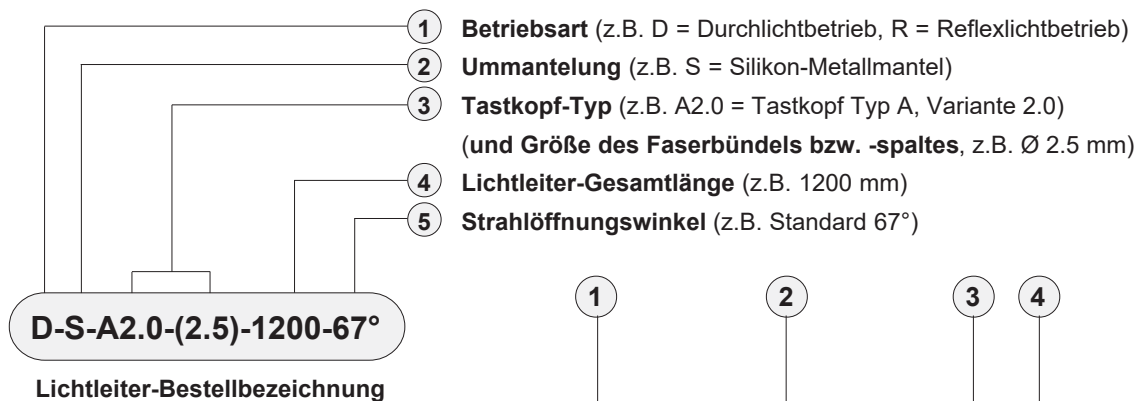 1 Betriebsart (z.B. D = Durchlichtbetrieb, R = Reflexlichtbetrieb)
2 Ummantelung (z.B. S = Silikon-Metallmantel)
3 Tastkopf-Typ (z.B. A2.0 = Tastkopf Typ A, Variante 2.0)
(und Größe des Faserbündels bzw. -spaltes, z.B. Ø 2.5 mm)
4 Lichtleiter-Gesamtlänge (z.B. 1200 mm)
5 Strahlöffnungswinkel (z.B. Standard 67°)
1 2 3 4
D-S-A2.0-(2.5)-1200-67°
Lichtleiter-Bestellbezeichnung